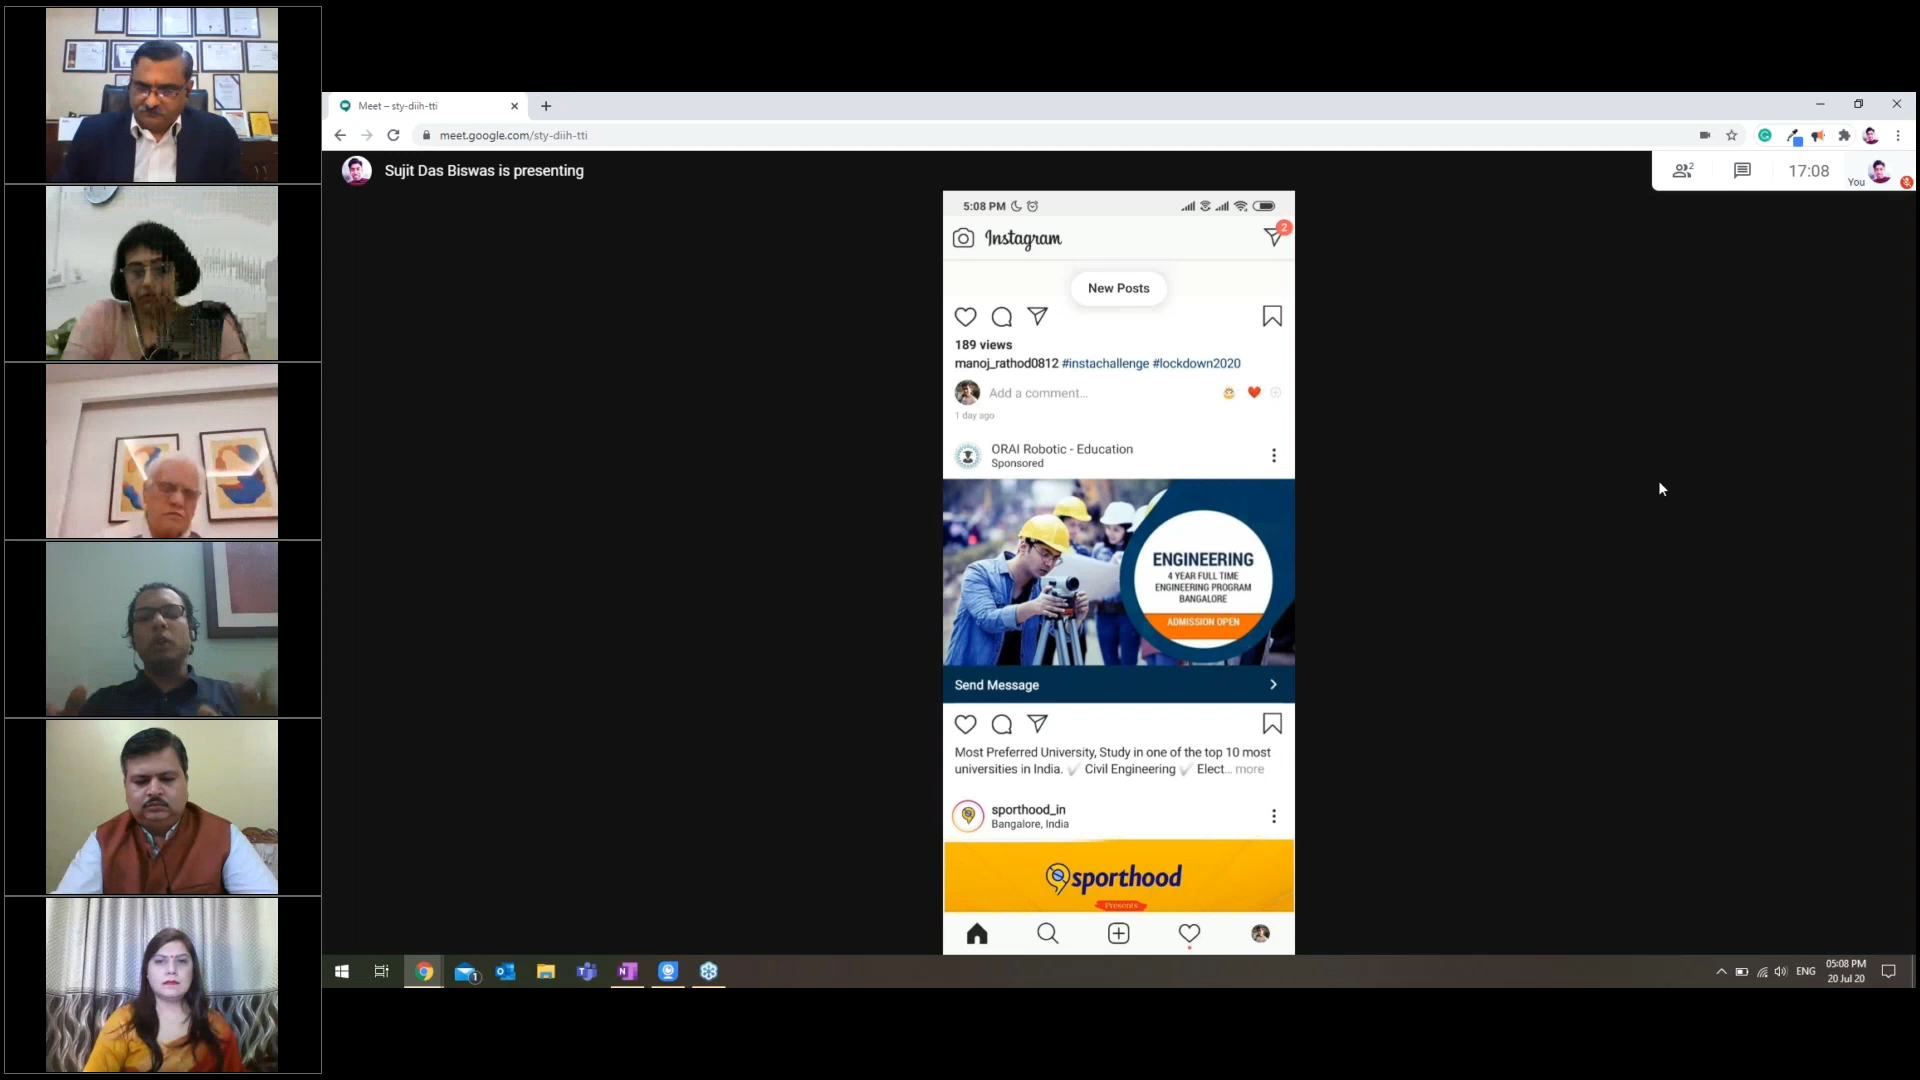 Meet – sty-diih-tti
meet.google.com/sty-diih-tti
Sujit Das Biswas is presenting
2
17:08
You
5:08 PM
Instagram
2
New Posts
189 views
manoj_rathod0812 #instachallenge #lockdown2020
Add a comment...
1 day ago
ORAI Robotic - Education
Sponsored
ENGINEERING
4 YEAR FULL TIME
ENGINEERING PROGRAM
BANGALORE
ADMISSION OPEN
Send Message
Most Preferred University, Study in one of the top 10 most
universities in India. ✔ Civil Engineering ✔ Elect... more
sporthood_in
Bangalore, India
sporthood
Presents
1
ENG
05:08 PM
20 Jul 20